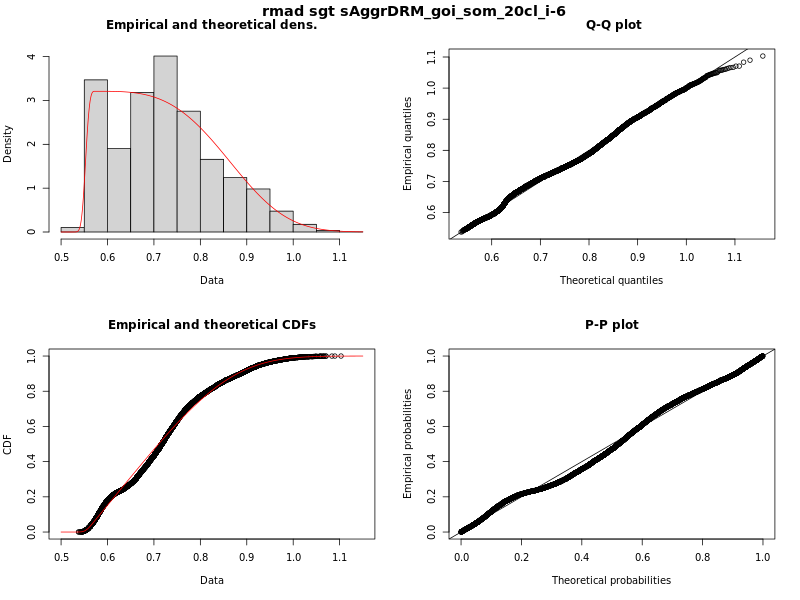 rmad sgt sAggrDRM_goi_som_20cl_i-6
Empirical and theoretical dens.
Density
0 1 2 3 4
0.5 0.6 0.7 0.8 0.9 1.0 1.1
Data
Q-Q plot
Empirical quantiles
0.6 0.7 0.8 0.9 1.0 1.1
0.6 0.7 0.8 0.9 1.0 1.1
Theoretical quantiles
Empirical and theoretical CDFs
CDF
0.0 0.2 0.4 0.6 0.8 1.0
0.5 0.6 0.7 0.8 0.9 1.0 1.1
Data
P-P plot
Empirical probabilities
0.0 0.2 0.4 0.6 0.8 1.0
0.0 0.2 0.4 0.6 0.8 1.0
Theoretical probabilities